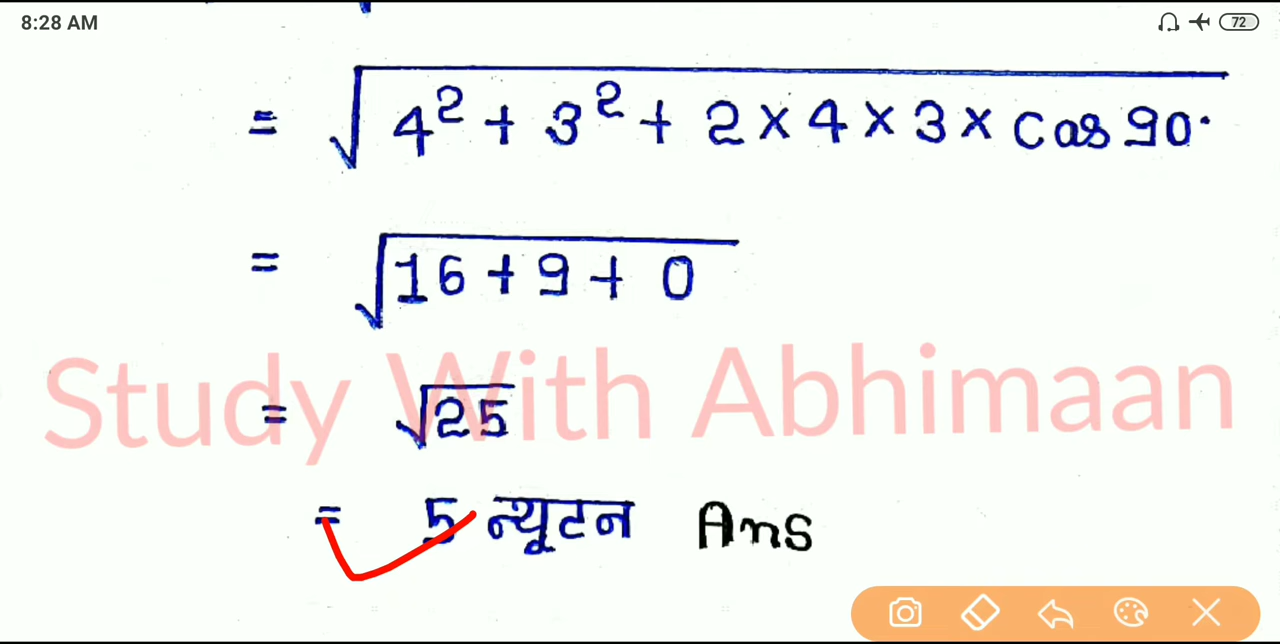 8:28 AM 72
= √4² + 3² + 2 × 4 × 3 × Cos 90°
= √16 + 9 + 0
Study With Abhimaan
= √25
= 5 न्यूटन Ans